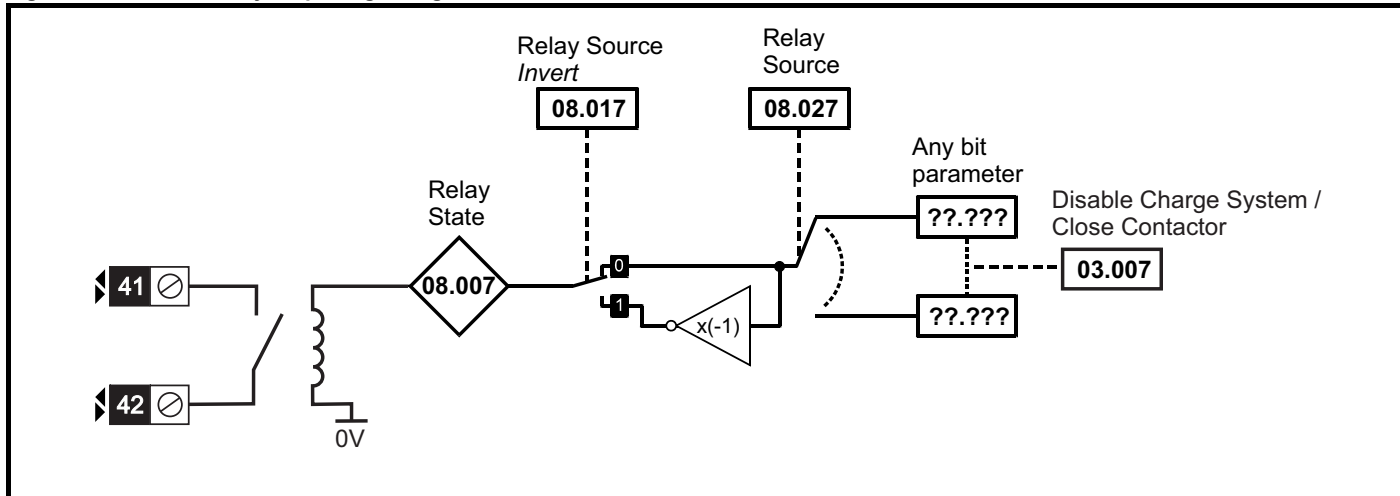 Relay Source
Invert
08.017
Relay
Source
08.027
Any bit
parameter
??.???
Disable Charge System /
Close Contactor
03.007
??.???
Relay
State
08.007
0
1
x(-1)
41
42
0V